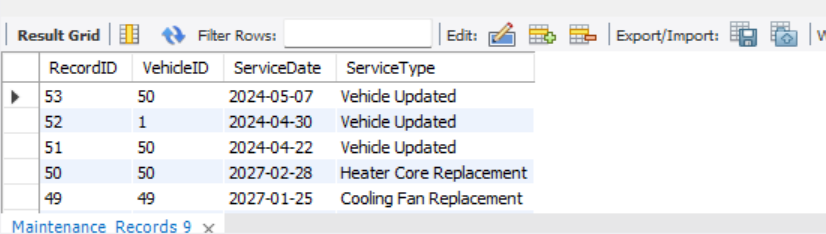 Result Grid Filter Rows: Edit: Export/Import:
RecordID VehicleID ServiceDate ServiceType
53 50 2024-05-07 Vehicle Updated
52 1 2024-04-30 Vehicle Updated
51 50 2024-04-22 Vehicle Updated
50 50 2027-02-28 Heater Core Replacement
49 49 2027-01-25 Cooling Fan Replacement
Maintenance_Records 9